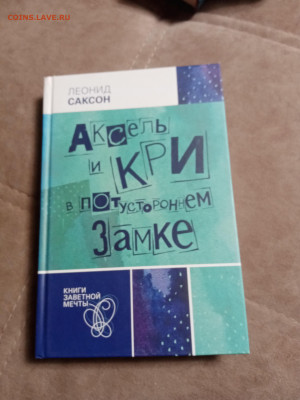 COINS.LAVE.RU
ЛЕОНИД
САКСОН
АКСЕЛЬ
И КРИ
В ПОТУСТОРОННЕМ
ЗАМКЕ
КНИГИ
ЗАВЕТНОЙ
МЕЧТЫ